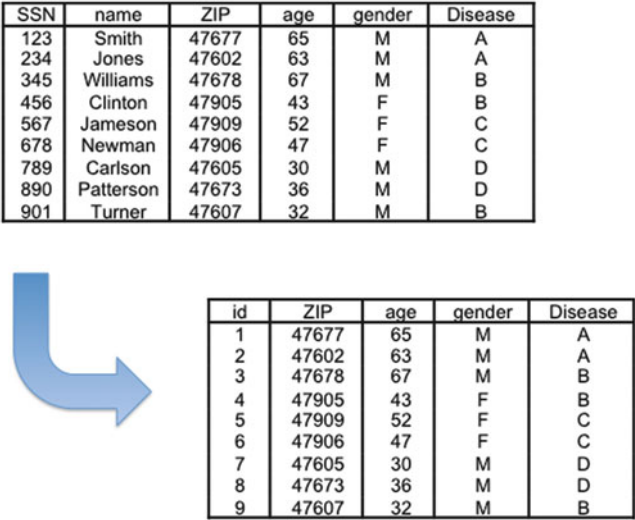 SSN name ZIP age gender Disease
123 Smith 47677 65 M A
234 Jones 47602 63 M A
345 Williams 47678 67 M B
456 Clinton 47905 43 F B
567 Jameson 47909 52 F C
678 Newman 47906 47 F C
789 Carlson 47605 30 M D
890 Patterson 47673 36 M D
901 Turner 47607 32 M B
id ZIP age gender Disease
1 47677 65 M A
2 47602 63 M A
3 47678 67 M B
4 47905 43 F B
5 47909 52 F C
6 47906 47 F C
7 47605 30 M D
8 47673 36 M D
9 47607 32 M B